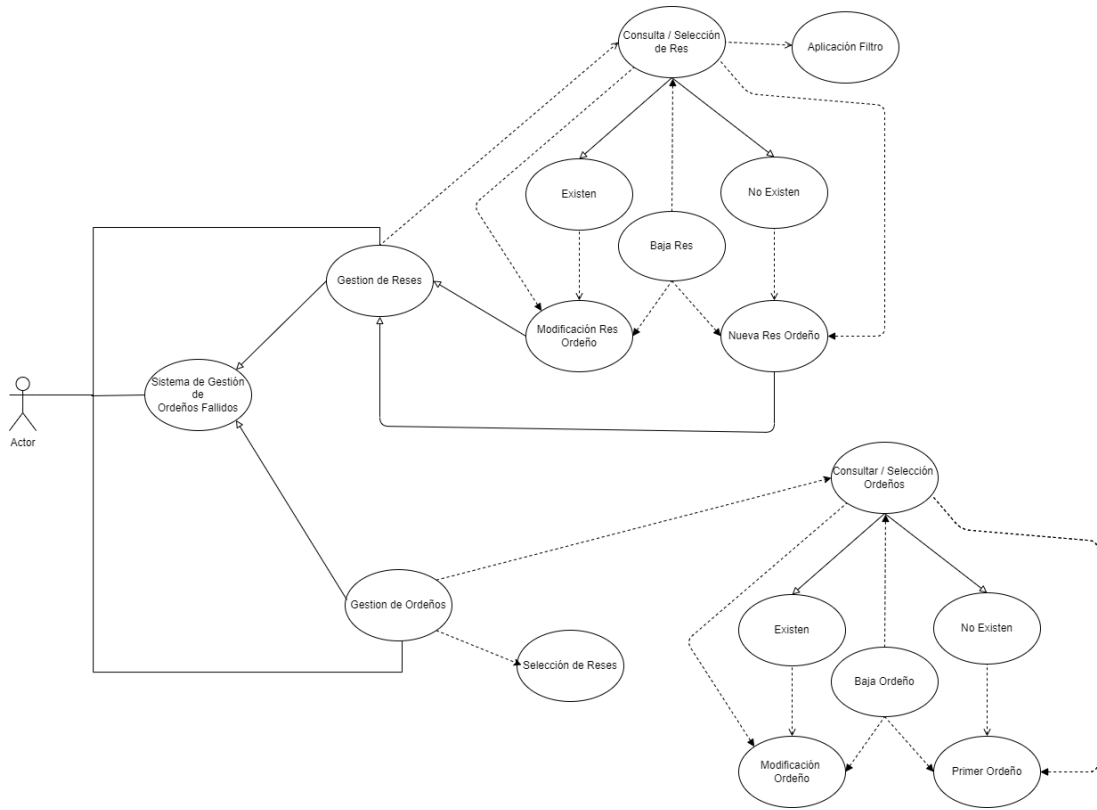 Consulta / Selección
de Res
Aplicación Filtro
Existen
No Existen
Baja Res
Gestion de Reses
Modificación Res
Ordeño
Nueva Res Ordeño
Sistema de Gestión
de
Ordeños Fallidos
Actor
Consultar / Selección
Ordeños
Gestion de Ordeños
Existen
No Existen
Selección de Reses
Baja Ordeño
Modificación
Ordeño
Primer Ordeño